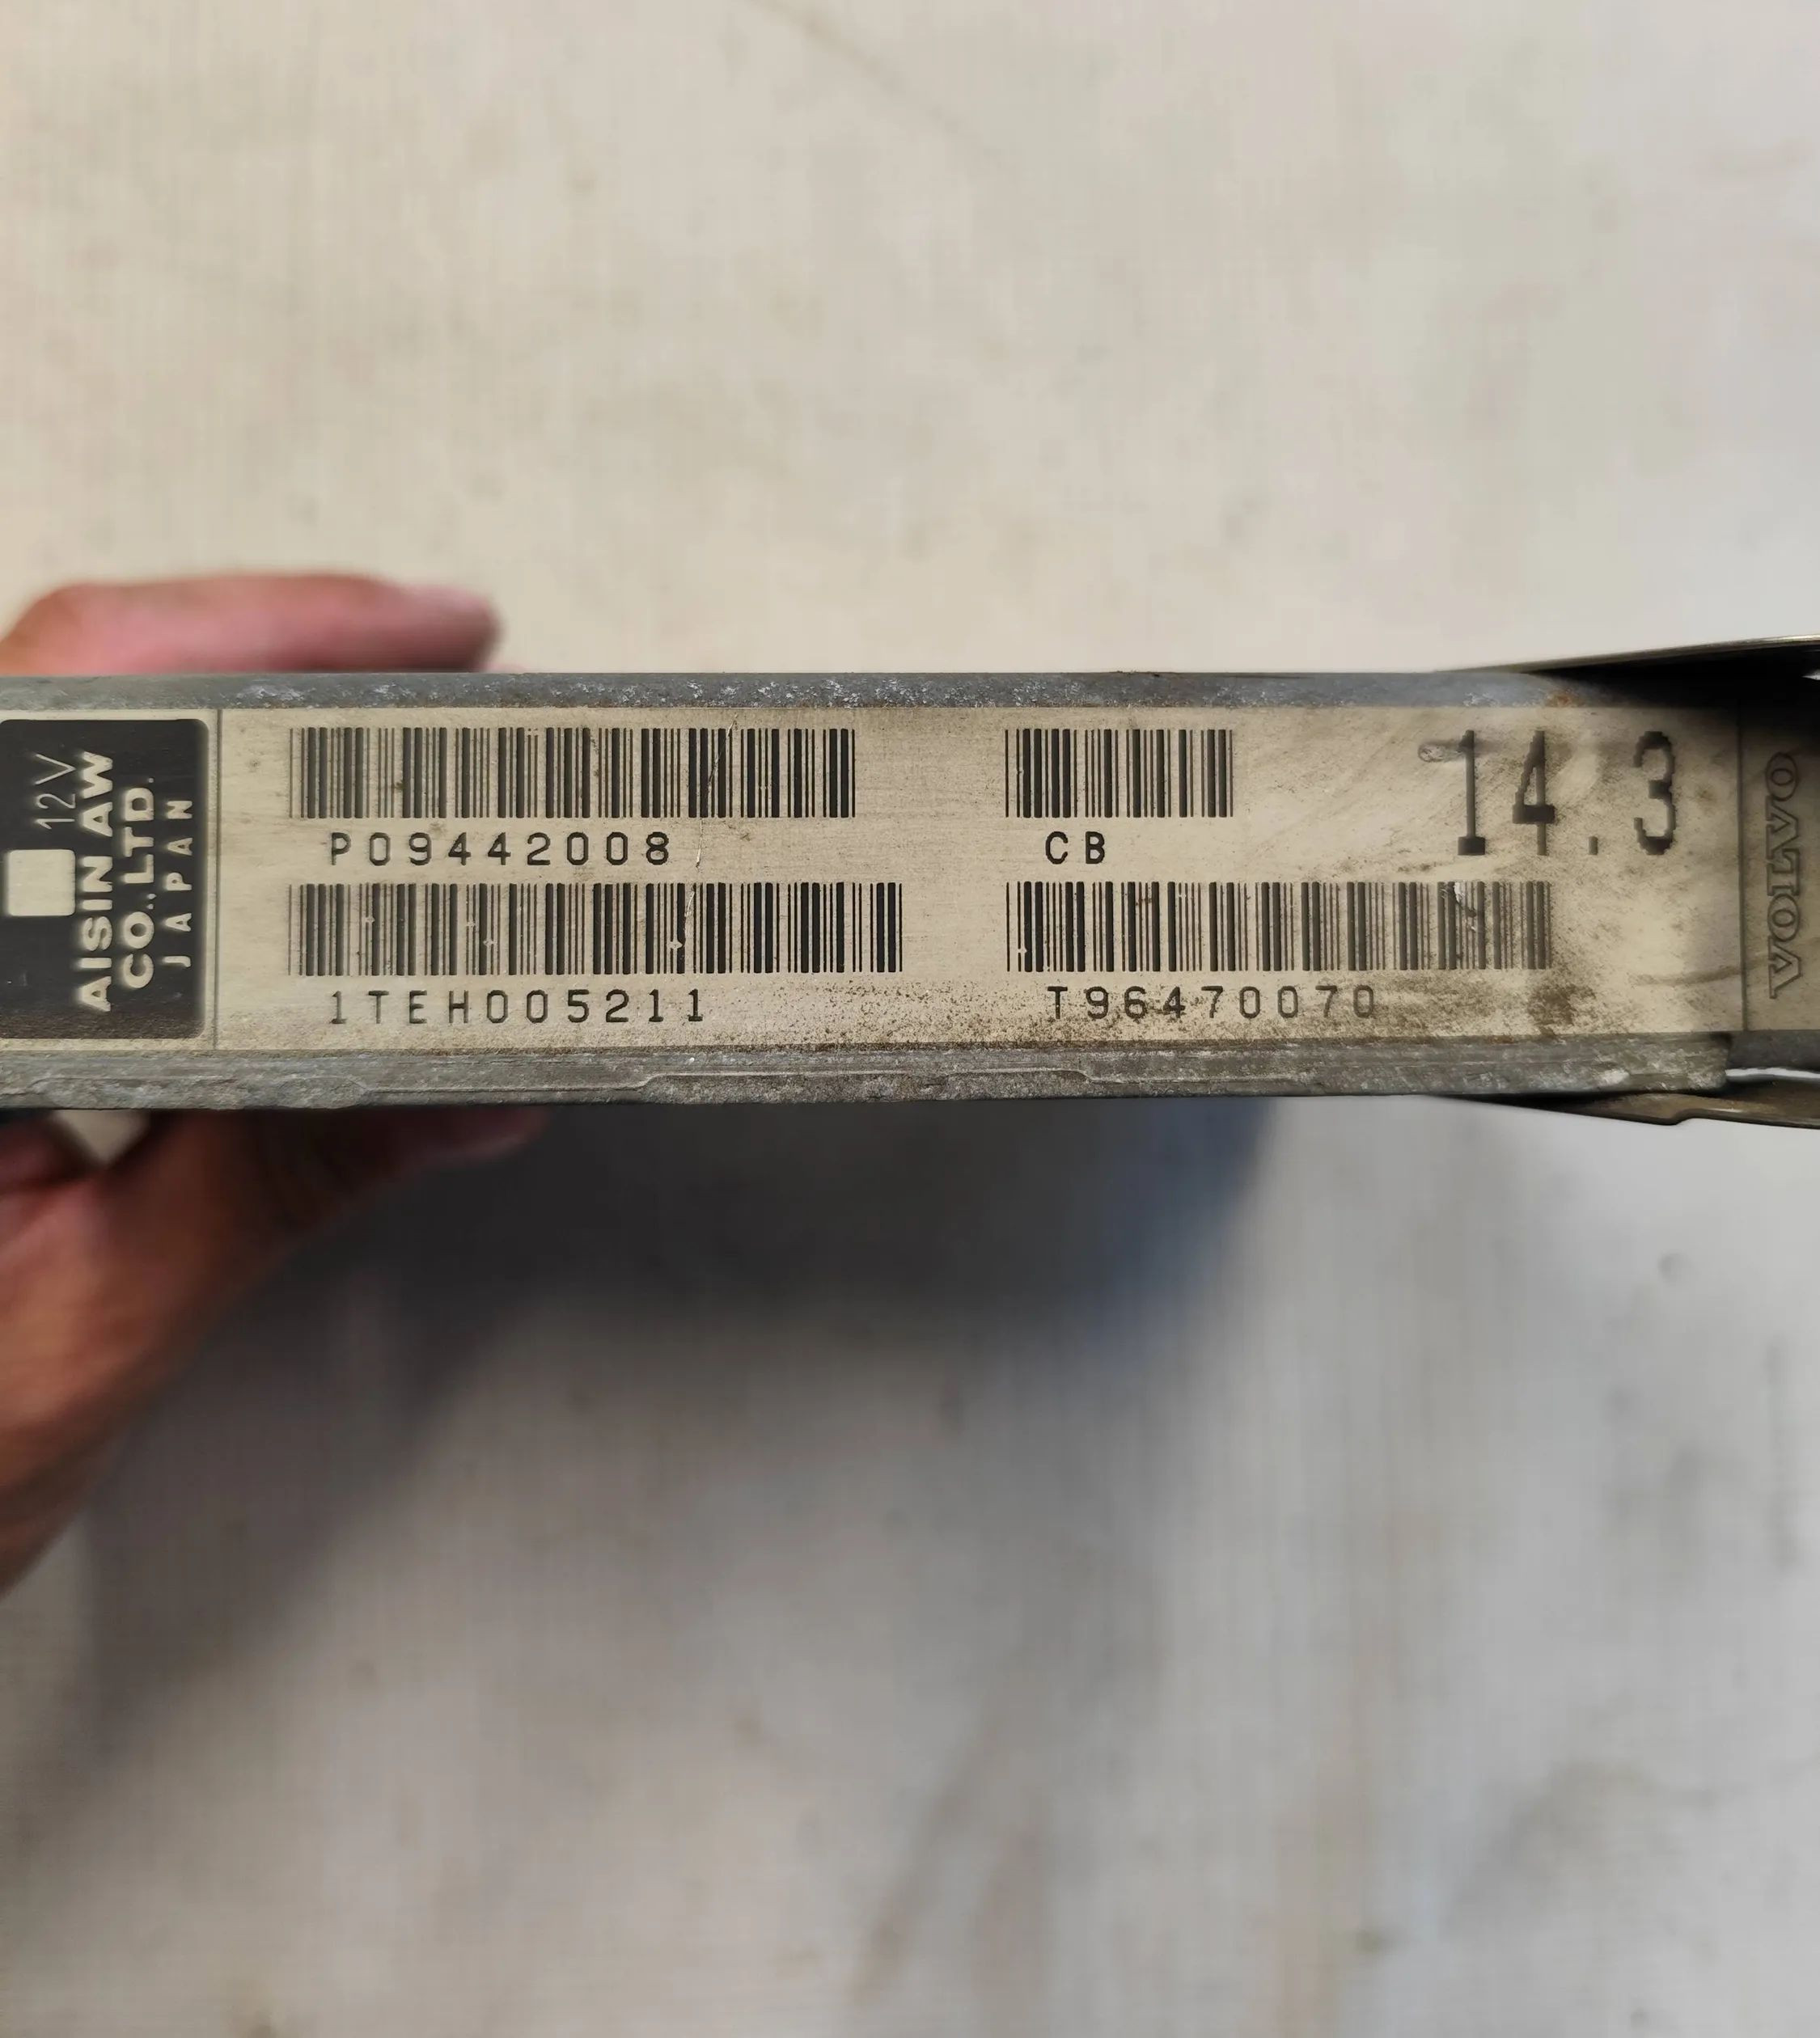 12V
AISIN AW
CO.,LTD.
JAPAN
P09442008
CB
14.3
1TEH005211
T96470070
VOLVO